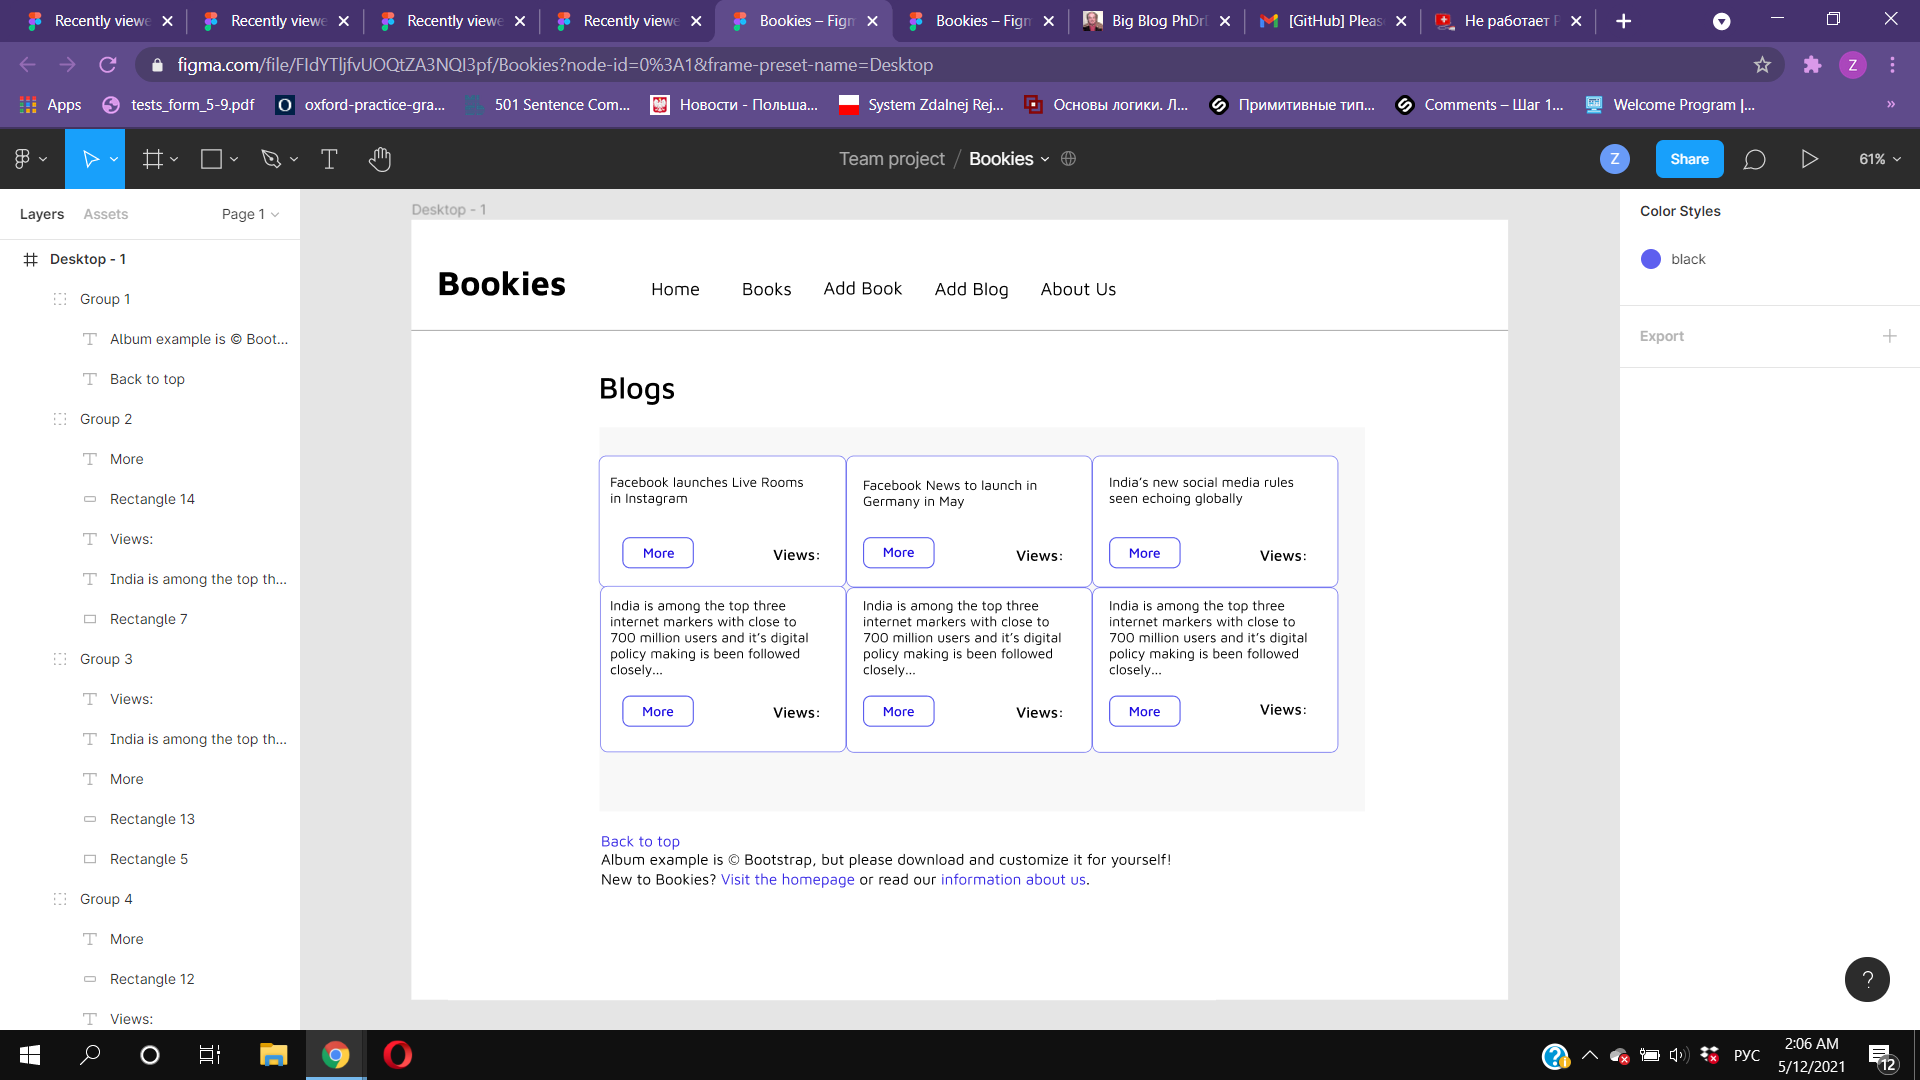 Recently viewe
Recently viewe
Recently viewe
Recently viewe
Bookies – Figm
Bookies – Figm
Big Blog PhDr
[GitHub] Pleas
Не работает
figma.com/file/FIdYTljfvUOQtZA3NQI3pf/Bookies?node-id=0%3A1&frame-preset-name=Desktop
Z
Apps
tests_form_5-9.pdf
oxford-practice-gra...
501 Sentence Com...
Новости - Польша...
System Zdalnej Rej...
Основы логики. Л...
Примитивные тип...
Comments – Шаг 1...
Welcome Program |...
»
Team project / Bookies
Z
Share
61%
Layers
Assets
Page 1
Desktop - 1
Group 1
Album example is © Boot...
Back to top
Group 2
More
Rectangle 14
Views:
India is among the top th...
Rectangle 7
Group 3
Views:
India is among the top th...
More
Rectangle 13
Rectangle 5
Group 4
More
Rectangle 12
Views:
Desktop - 1
Bookies
Home
Books
Add Book
Add Blog
About Us
Blogs
Facebook launches Live Rooms
in Instagram
More
Views:
Facebook News to launch in
Germany in May
More
Views:
India's new social media rules
seen echoing globally
More
Views:
India is among the top three
internet markers with close to
700 million users and it's digital
policy making is been followed
closely...
More
Views:
India is among the top three
internet markers with close to
700 million users and it's digital
policy making is been followed
closely...
More
Views:
India is among the top three
internet markers with close to
700 million users and it's digital
policy making is been followed
closely...
More
Views:
Back to top
Album example is © Bootstrap, but please download and customize it for yourself!
New to Bookies? Visit the homepage or read our information about us.
Color Styles
black
Export
?
РУС
2:06 AM
5/12/2021
12